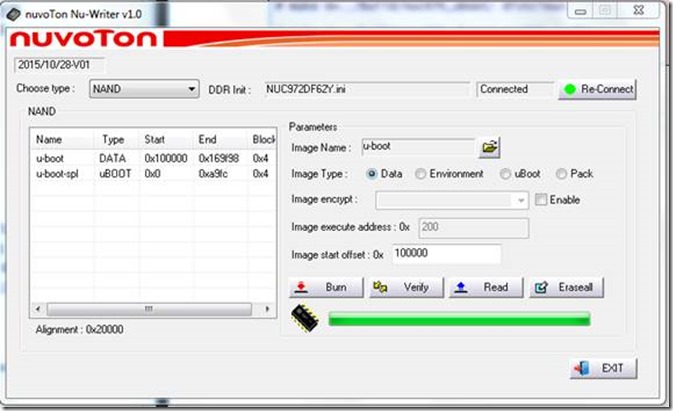 nuvoTon Nu-Writer v1.0
nuvoTon
2015/10/28-V01
Choose type : NAND DDR Init : NUC972DF62Y.ini Connected Re-Connect
NAND
Name Type Start End Block
u-boot DATA 0x100000 0x169f98 0x4
u-boot-spl uBOOT 0x0 0xa9fc 0x4
Alignment : 0x20000
Parameters
Image Name : u-boot
Image Type : Data Environment uBoot Pack
Image encrypt : Enable
Image execute address : 0x 200
Image start offset : 0x 100000
Burn Verify Read Eraseall
EXIT